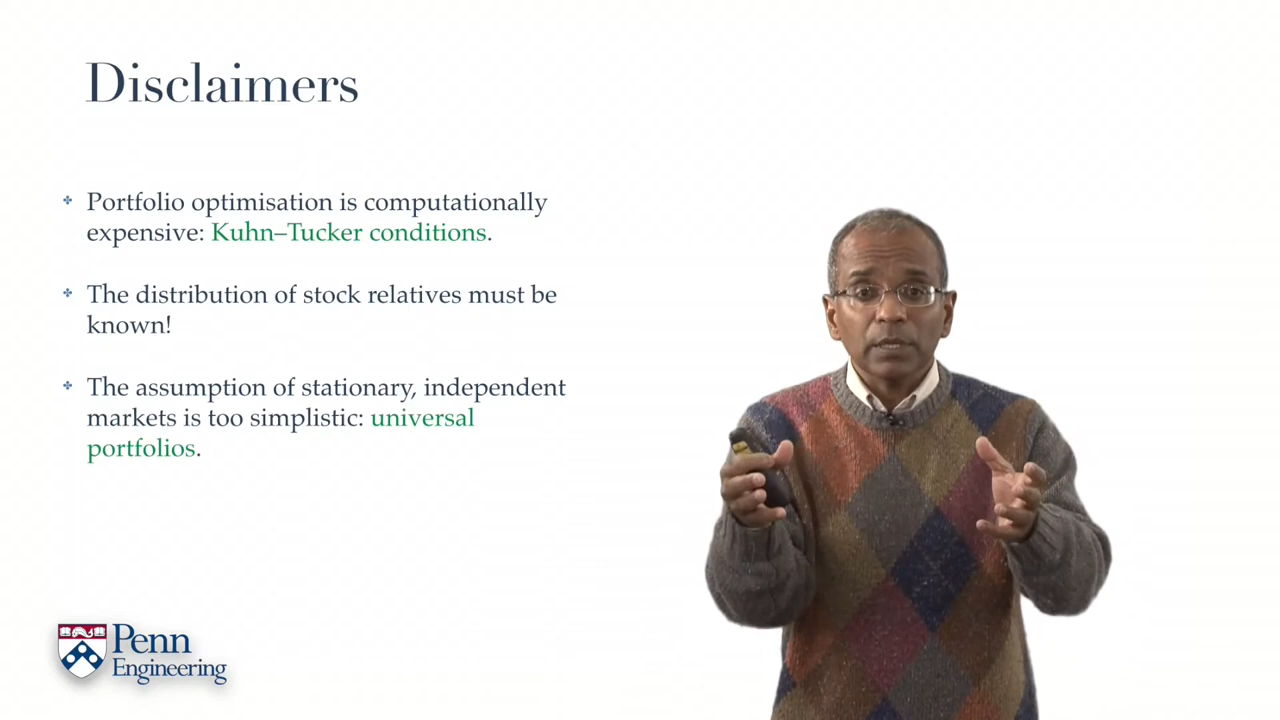 Disclaimers
Portfolio optimisation is computationally
expensive: Kuhn–Tucker conditions.
The distribution of stock relatives must be
known!
The assumption of stationary, independent
markets is too simplistic: universal
portfolios.
Penn
Engineering